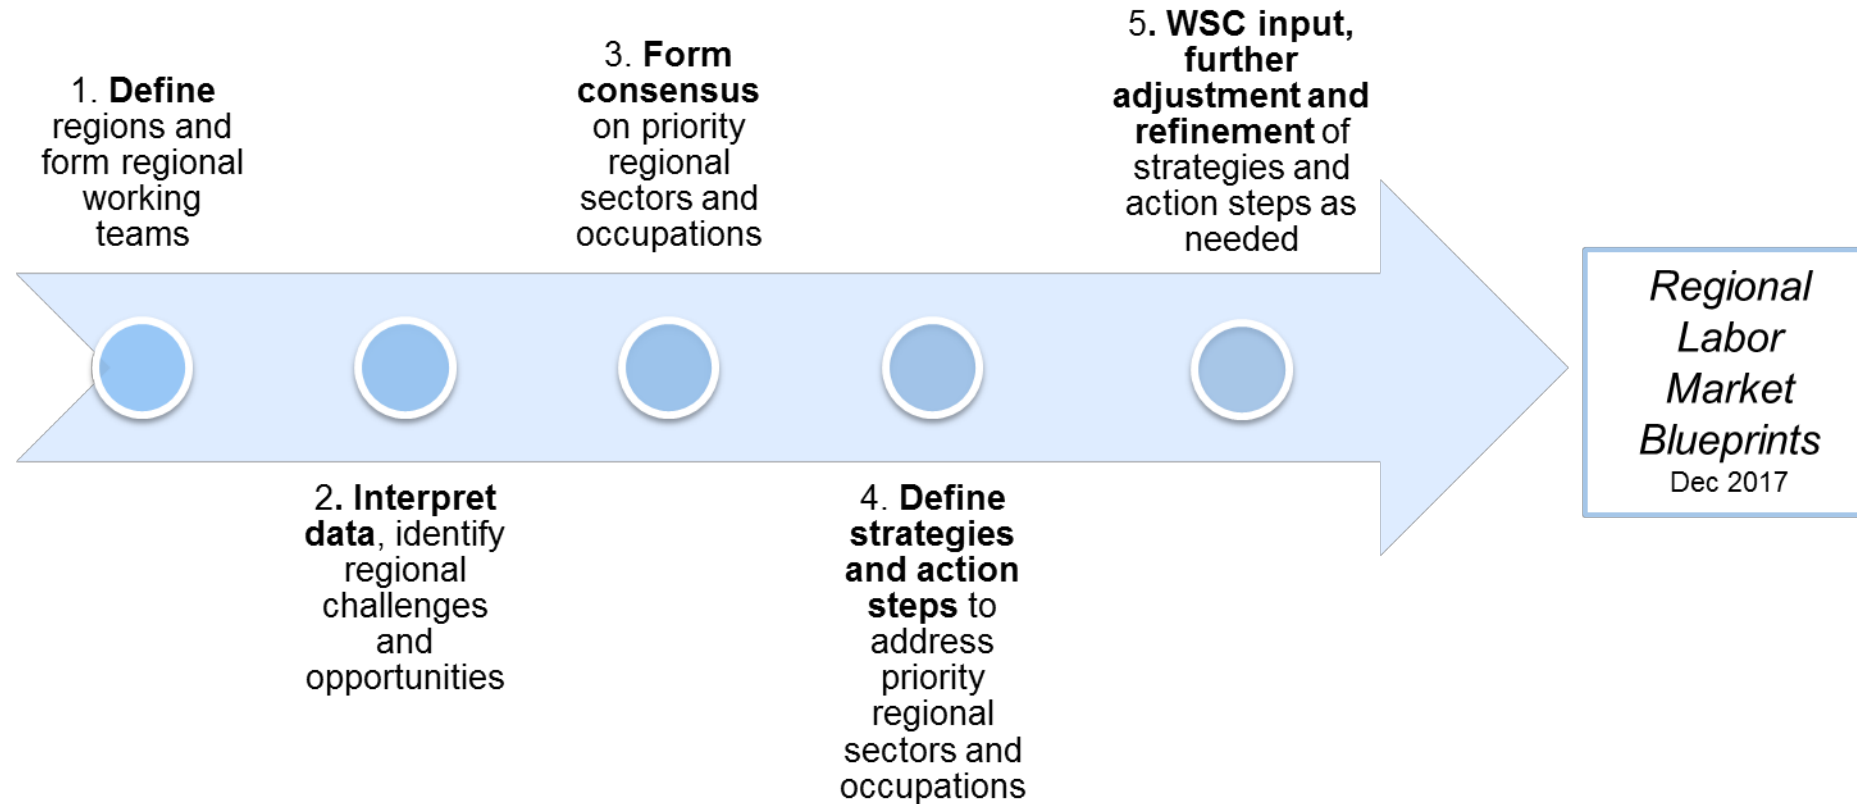 1. Define
regions and
form regional
working
teams
2. Interpret
data, identify
regional
challenges
and
opportunities
3. Form
consensus
on priority
regional
sectors and
occupations
4. Define
strategies
and action
steps to
address
priority
regional
sectors and
occupations
5. WSC input,
further
adjustment and
refinement of
strategies and
action steps as
needed
Regional
Labor
Market
Blueprints
Dec 2017